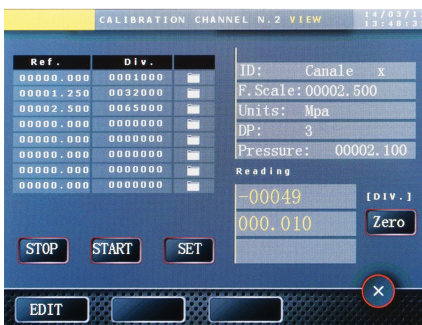 CALIBRATION CHANNEL N.2 VIEW
14/03/1
13:48:3
Ref. Div.
00000.000 0001000
00001.250 0032000
00002.500 0065000
00000.000 0000000
00000.000 0000000
00000.000 0000000
00000.000 0000000
00000.000 0000000
ID: Canale x
F.Scale:00002.500
Units: Mpa
DP: 3
Pressure: 00002.100
Reading
-00049 [DIV.]
000.010 Zero
STOP START SET
EDIT